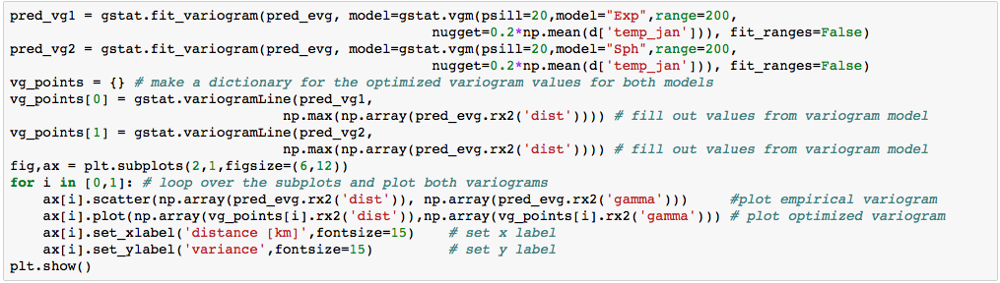 pred_vg1 = gstat.fit_variogram(pred_evg, model=gstat.vgm(psill=20,model="Exp",range=200,
nugget=0.2*np.mean(d['temp_jan'])), fit_ranges=False)
pred_vg2 = gstat.fit_variogram(pred_evg, model=gstat.vgm(psill=20,model="Sph",range=200,
nugget=0.2*np.mean(d['temp_jan'])), fit_ranges=False)
vg_points = {} # make a dictionary for the optimized variogram values for both models
vg_points[0] = gstat.variogramLine(pred_vg1,
np.max(np.array(pred_evg.rx2('dist')))) # fill out values from variogram model
vg_points[1] = gstat.variogramLine(pred_vg2,
np.max(np.array(pred_evg.rx2('dist')))) # fill out values from variogram model
fig,ax = plt.subplots(2,1,figsize=(6,12))
for i in [0,1]: # loop over the subplots and plot both variograms
ax[i].scatter(np.array(pred_evg.rx2('dist')), np.array(pred_evg.rx2('gamma'))) #plot empirical variogram
ax[i].plot(np.array(vg_points[i].rx2('dist')),np.array(vg_points[i].rx2('gamma'))) # plot optimized variogram
ax[i].set_xlabel('distance [km]',fontsize=15) # set x label
ax[i].set_ylabel('variance',fontsize=15) # set y label
plt.show()